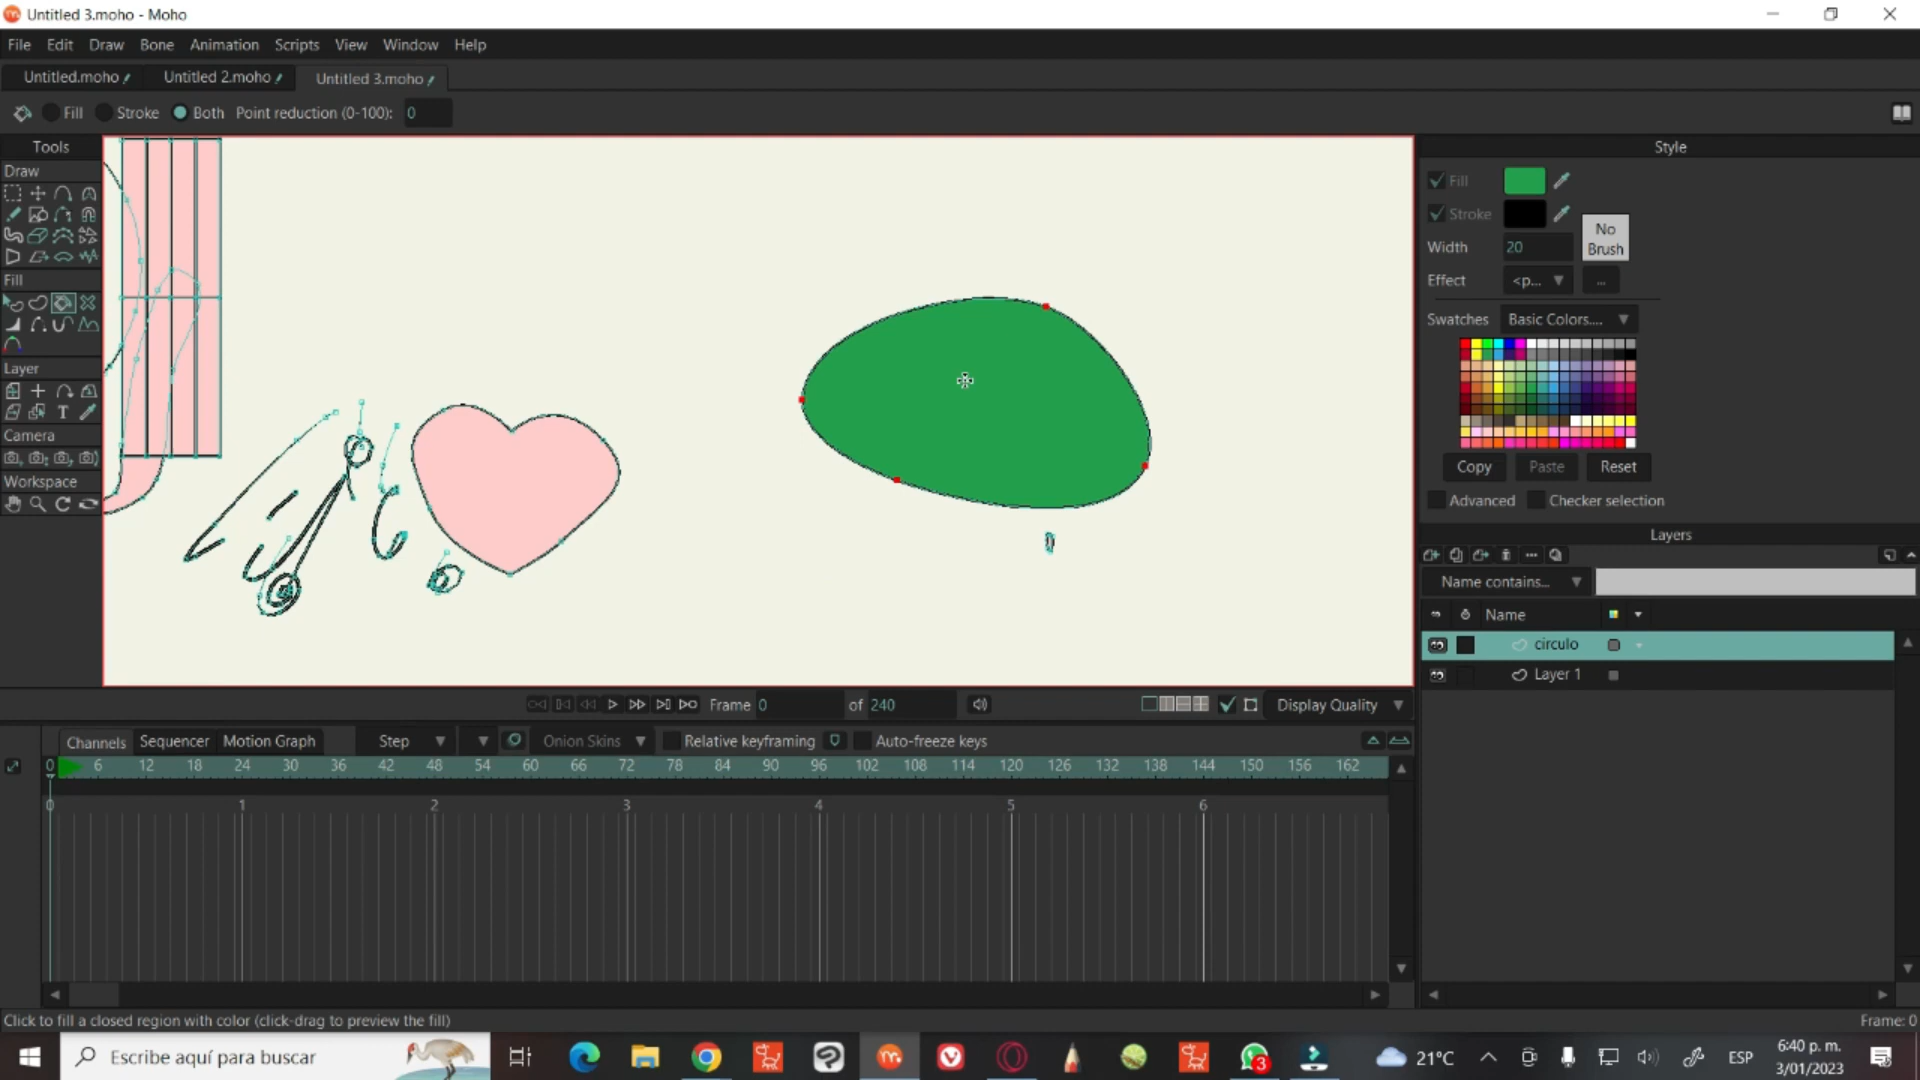 Untitled 3.moho - Moho
File Edit Draw Bone Animation Scripts View Window Help
Untitled.moho Untitled 2.moho Untitled 3.moho
Fill Stroke Both Point reduction (0-100): 0
Tools
Draw
Fill
Layer
Camera
Workspace
Style
Fill
Stroke
Width 20
No
Brush
Effect <p... ...
Swatches Basic Colors....
Copy Paste Reset
Advanced Checker selection
Layers
Name contains...
Name
circulo
Layer 1
Frame 0 of 240 Display Quality
Channels Sequencer Motion Graph Step Onion Skins Relative keyframing Auto-freeze keys
0 6 12 18 24 30 36 42 48 54 60 66 72 78 84 90 96 102 108 114 120 126 132 138 144 150 156 162
0 1 2 3 4 5 6
Click to fill a closed region with color (click-drag to preview the fill) Frame: 0
Escribe aquí para buscar 3 21°C ESP 6:40 p. m.
3/01/2023